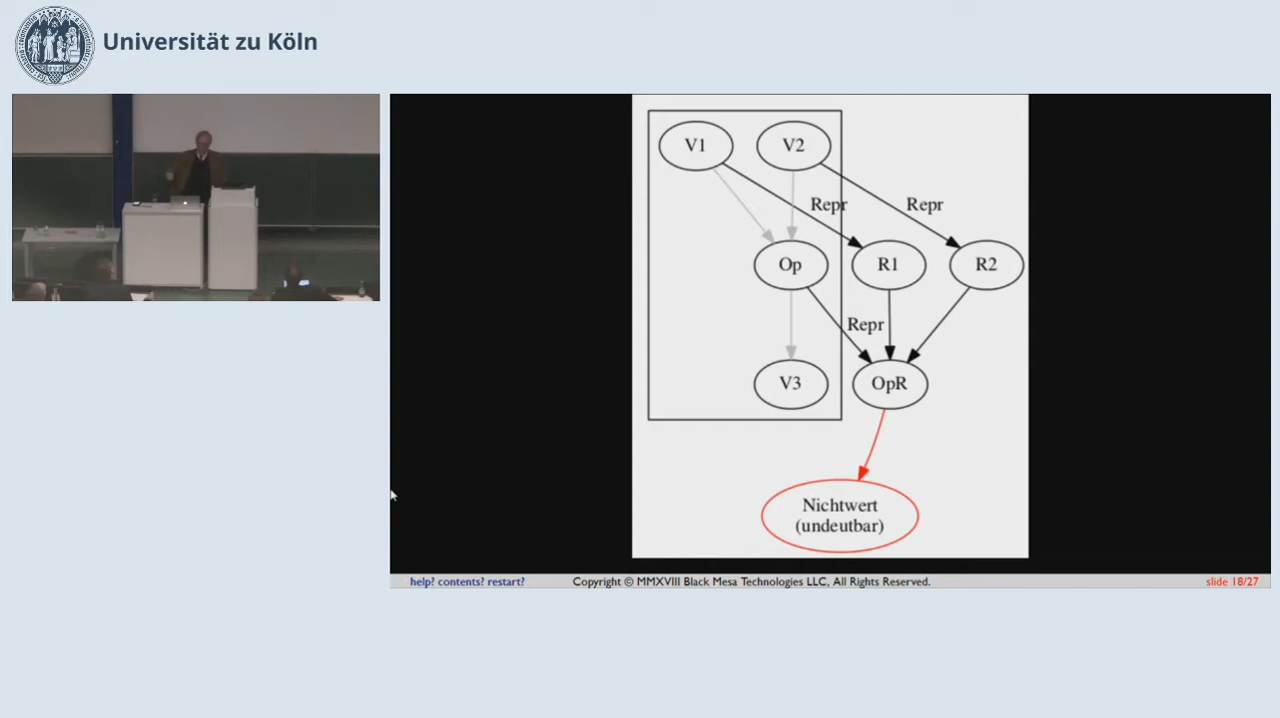 Universität zu Köln
V1
V2
Repr
Repr
Op
R1
R2
Repr
V3
OpR
Nichtwert
(undeutbar)
help? contents? restart?
Copyright © MMXVIII Black Mesa Technologies LLC, All Rights Reserved.
slide 18/27